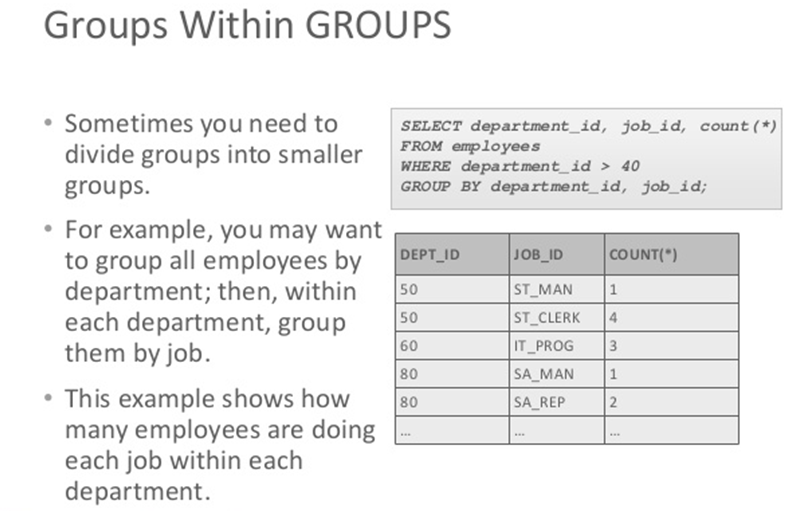 Groups Within GROUPS
• Sometimes you need to
divide groups into smaller
groups.
• For example, you may want
to group all employees by
department; then, within
each department, group
them by job.
• This example shows how
many employees are doing
each job within each
department.
SELECT department_id, job_id, count(*)
FROM employees
WHERE department_id > 40
GROUP BY department_id, job_id;
DEPT_ID JOB_ID COUNT(*)
50 ST_MAN 1
50 ST_CLERK 4
60 IT_PROG 3
80 SA_MAN 1
80 SA_REP 2
... ... ...